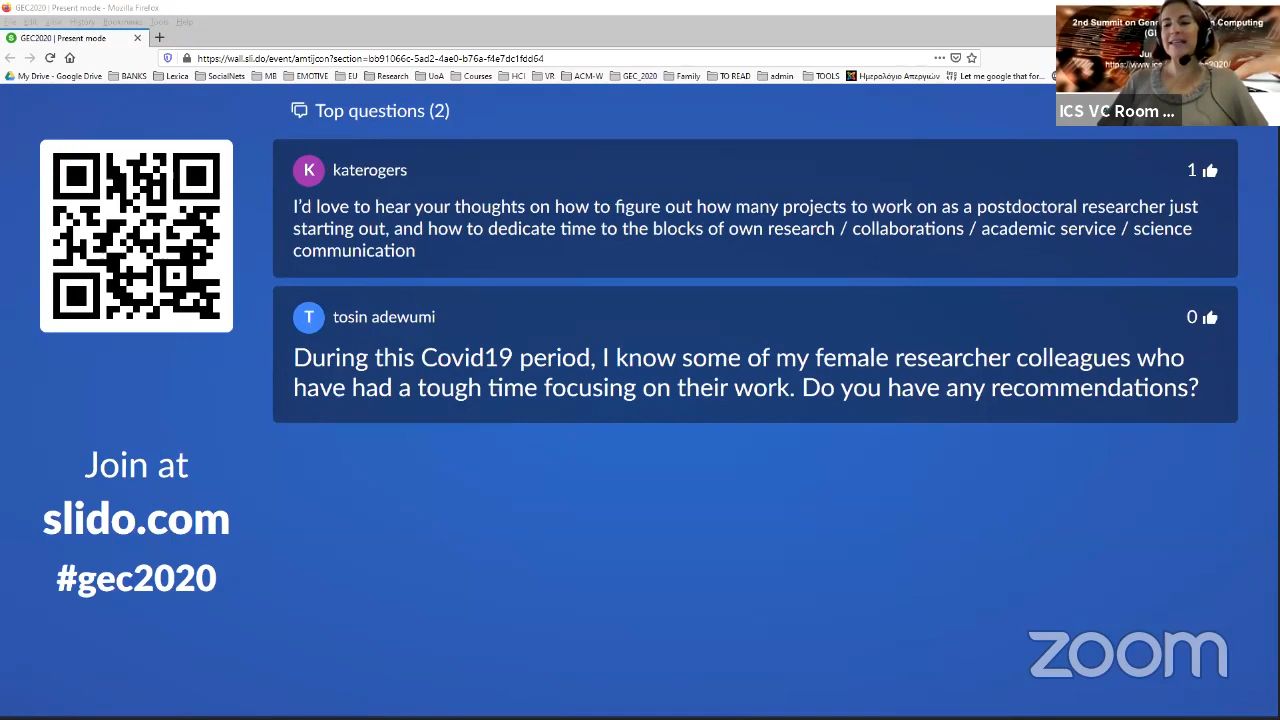 GEC2020 | Present mode - Mozilla Firefox
File Edit View History Bookmarks Tools Help
GEC2020 | Present mode
https://wall.sli.do/event/amtijcon?section=bb91066c-5ad2-4ae0-b76a-f4e7dc1fdd64
My Drive - Google Drive BANKS Lexica SocialNets MB EMOTIVE EU Research UoA Courses HCI VR ACM-W GEC_2020 Family TO READ admin TOOLS Ημερολόγιο Απεργιών Let me google that for...
2nd Summit on Computing
ICS VC Room ...
Top questions (2)
K katerogers 1
I'd love to hear your thoughts on how to figure out how many projects to work on as a postdoctoral researcher just
starting out, and how to dedicate time to the blocks of own research / collaborations / academic service / science
communication
T tosin adewumi 0
During this Covid19 period, I know some of my female researcher colleagues who
have had a tough time focusing on their work. Do you have any recommendations?
Join at
slido.com
#gec2020
zoom